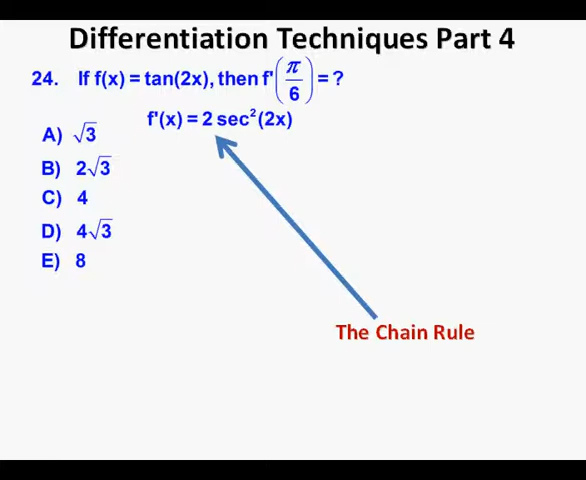 Differentiation Techniques Part 4
24. If f(x) = tan(2x), then f'(π/6) = ?
f'(x) = 2 sec²(2x)
A) √3
B) 2√3
C) 4
D) 4√3
E) 8
The Chain Rule